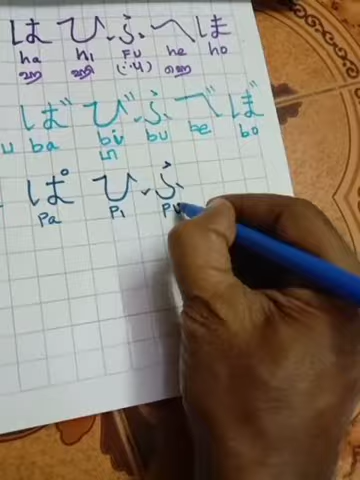 は ひ ふ へ ほ
ha hi FU he ho
ஹ ஹி (ஃபு) ஹெ
ば び ぶ べ ぼ
u ba bi bu be bo
ぱ ひ ふ
Pa Pi PU